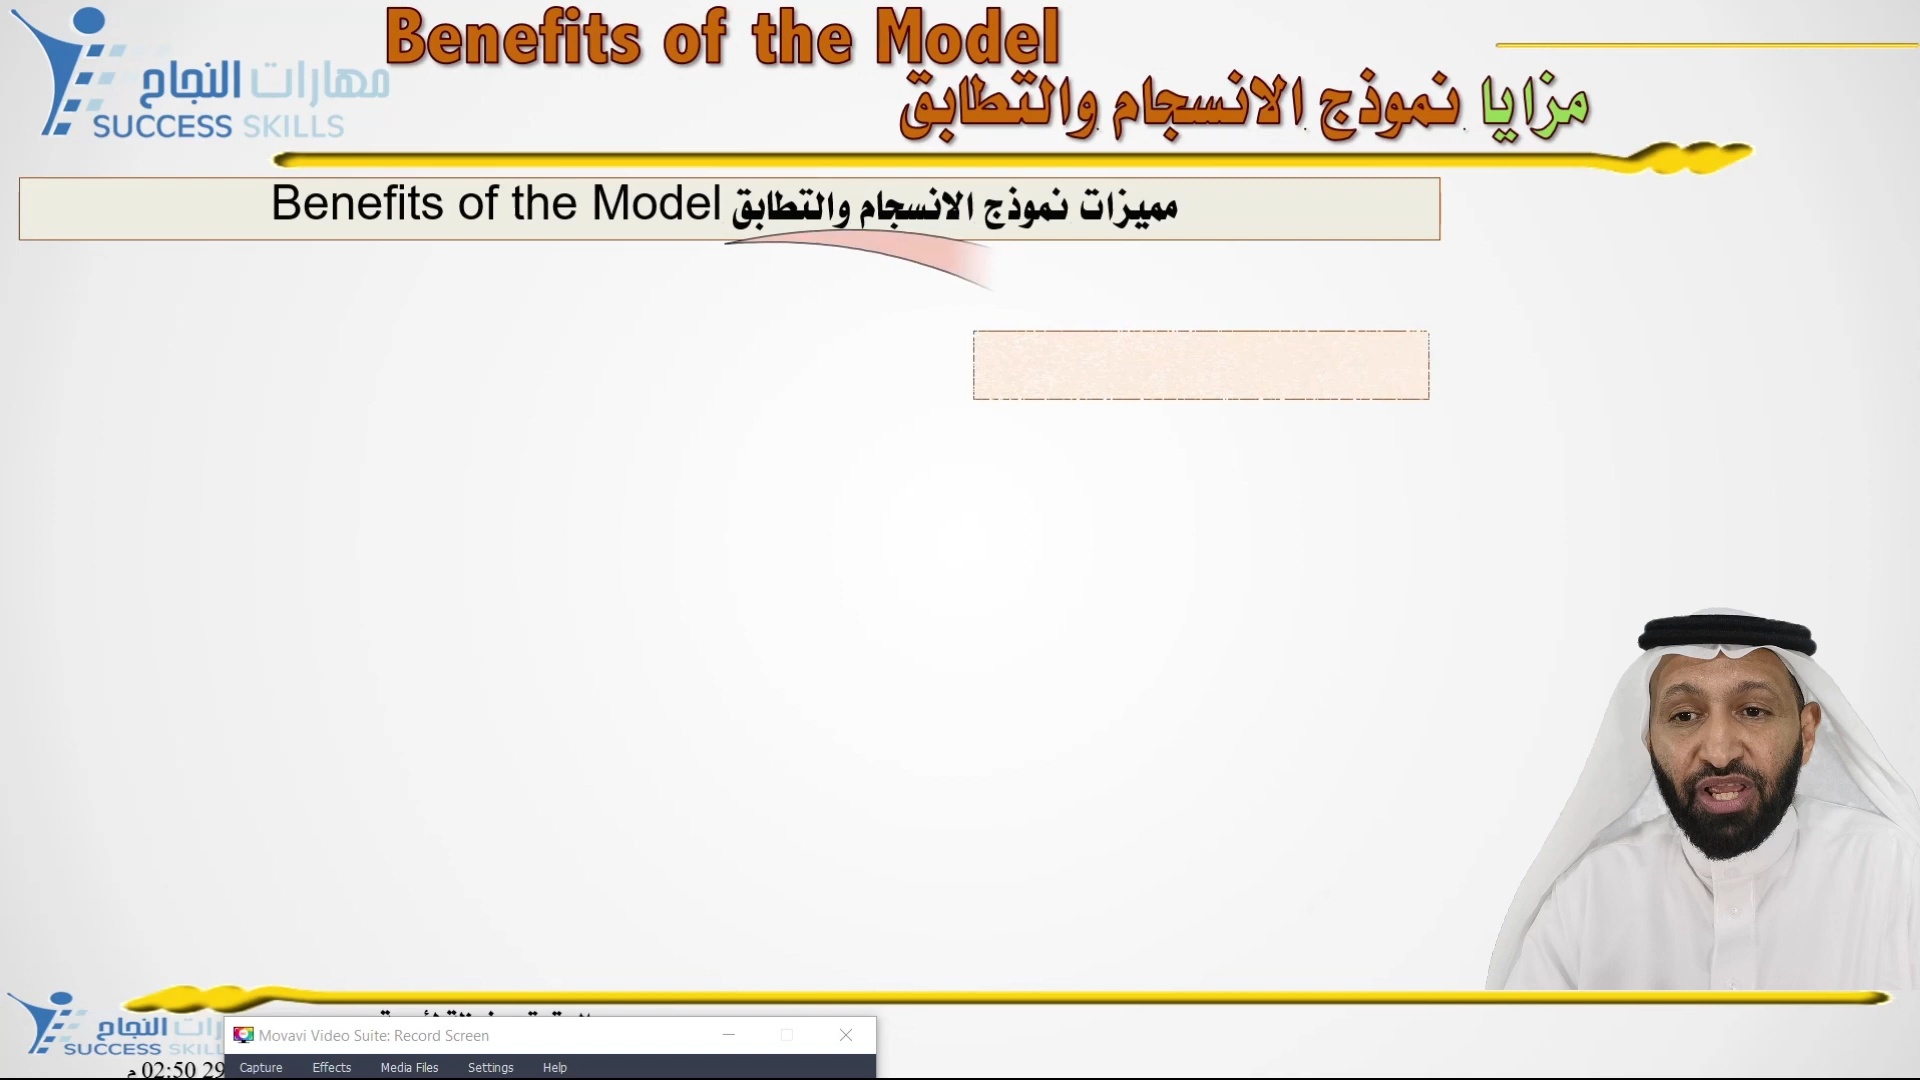 Benefits of the Model
مهارات النجاح
SUCCESS SKILLS
مزايا نموذج الانسجام والتطابق
مميزات نموذج الانسجام والتطابق Benefits of the Model
النجاح
SUCCESS SKILL
02:50 29 م
Movavi Video Suite: Record Screen
Capture Effects Media Files Settings Help